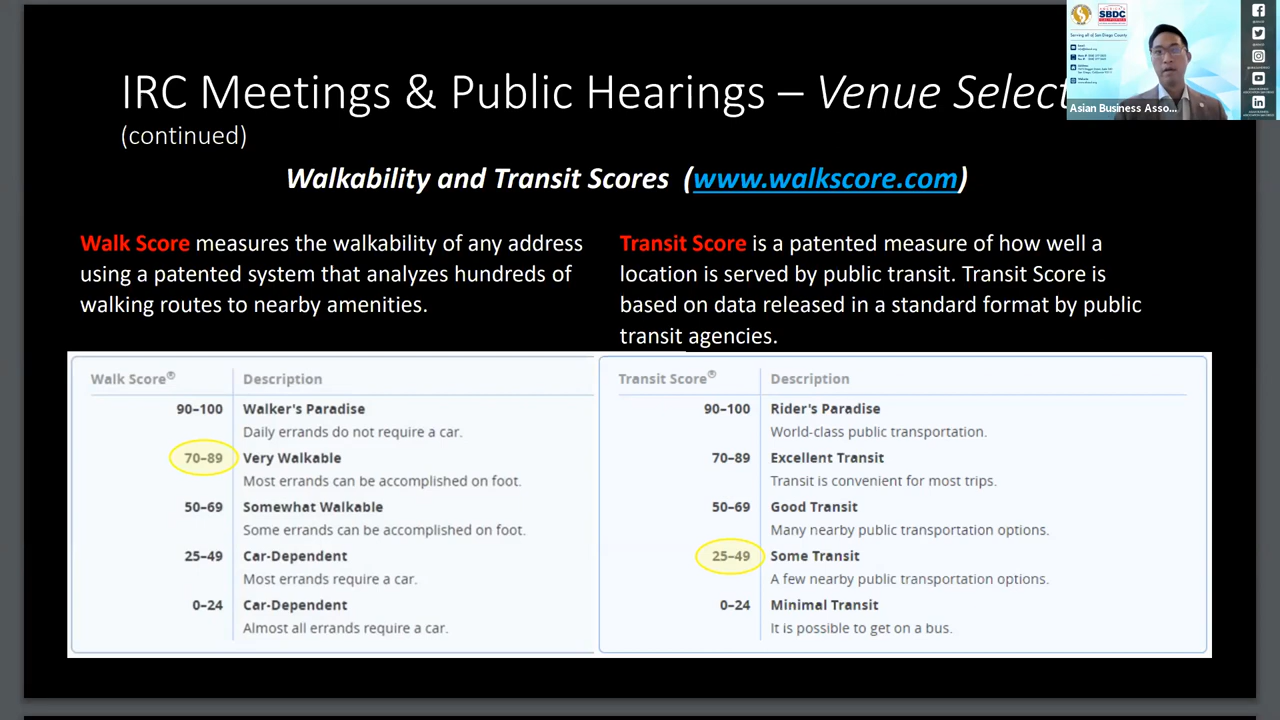 IRC Meetings & Public Hearings – Venue Select
(continued)
Walkability and Transit Scores (www.walkscore.com)
Walk Score measures the walkability of any address
using a patented system that analyzes hundreds of
walking routes to nearby amenities.
Transit Score is a patented measure of how well a
location is served by public transit. Transit Score is
based on data released in a standard format by public
transit agencies.
Walk Score® Description
90–100 Walker's Paradise
Daily errands do not require a car.
70–89 Very Walkable
Most errands can be accomplished on foot.
50–69 Somewhat Walkable
Some errands can be accomplished on foot.
25–49 Car-Dependent
Most errands require a car.
0–24 Car-Dependent
Almost all errands require a car.
Transit Score® Description
90–100 Rider's Paradise
World-class public transportation.
70–89 Excellent Transit
Transit is convenient for most trips.
50–69 Good Transit
Many nearby public transportation options.
25–49 Some Transit
A few nearby public transportation options.
0–24 Minimal Transit
It is possible to get on a bus.
SBDC
Serving all of San Diego County
Asian Business Asso...